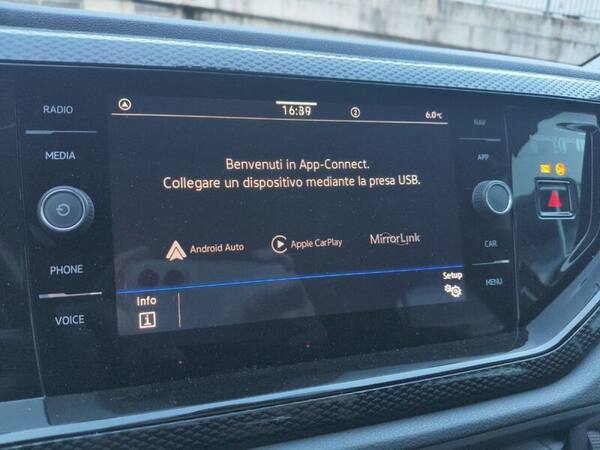 RADIO
MEDIA
PHONE
VOICE
16:39
2
6.0°C
Benvenuti in App-Connect.
Collegare un dispositivo mediante la presa USB.
Android Auto
Apple CarPlay
MirrorLink
Info
i
Setup
NAV
APP
CAR
MENU